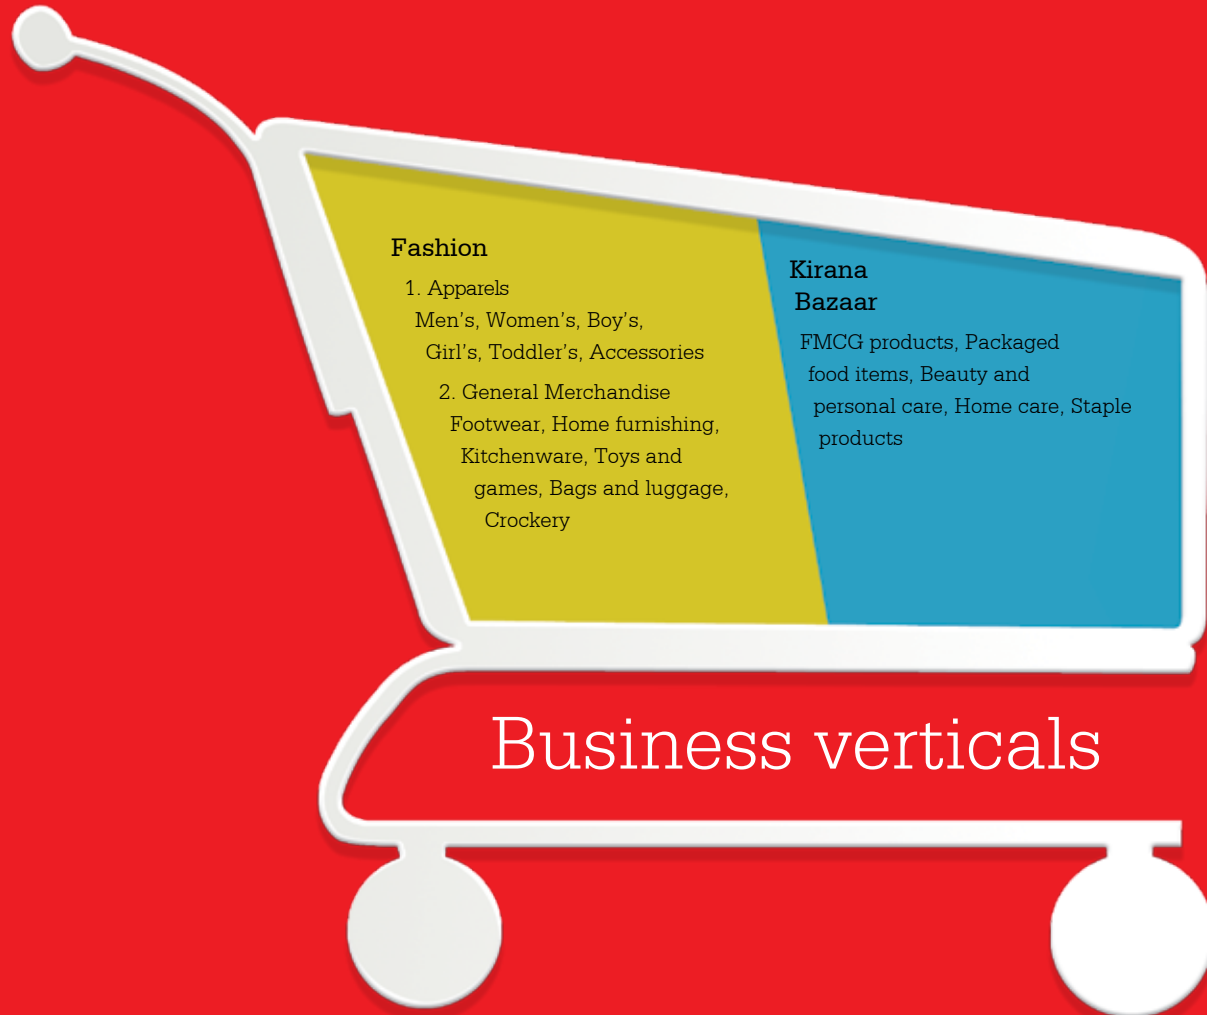 Fashion
1. Apparels
Men's, Women's, Boy's,
Girl's, Toddler's, Accessories
2. General Merchandise
Footwear, Home furnishing,
Kitchenware, Toys and
games, Bags and luggage,
Crockery
Kirana
Bazaar
FMCG products, Packaged
food items, Beauty and
personal care, Home care, Staple
products
Business verticals